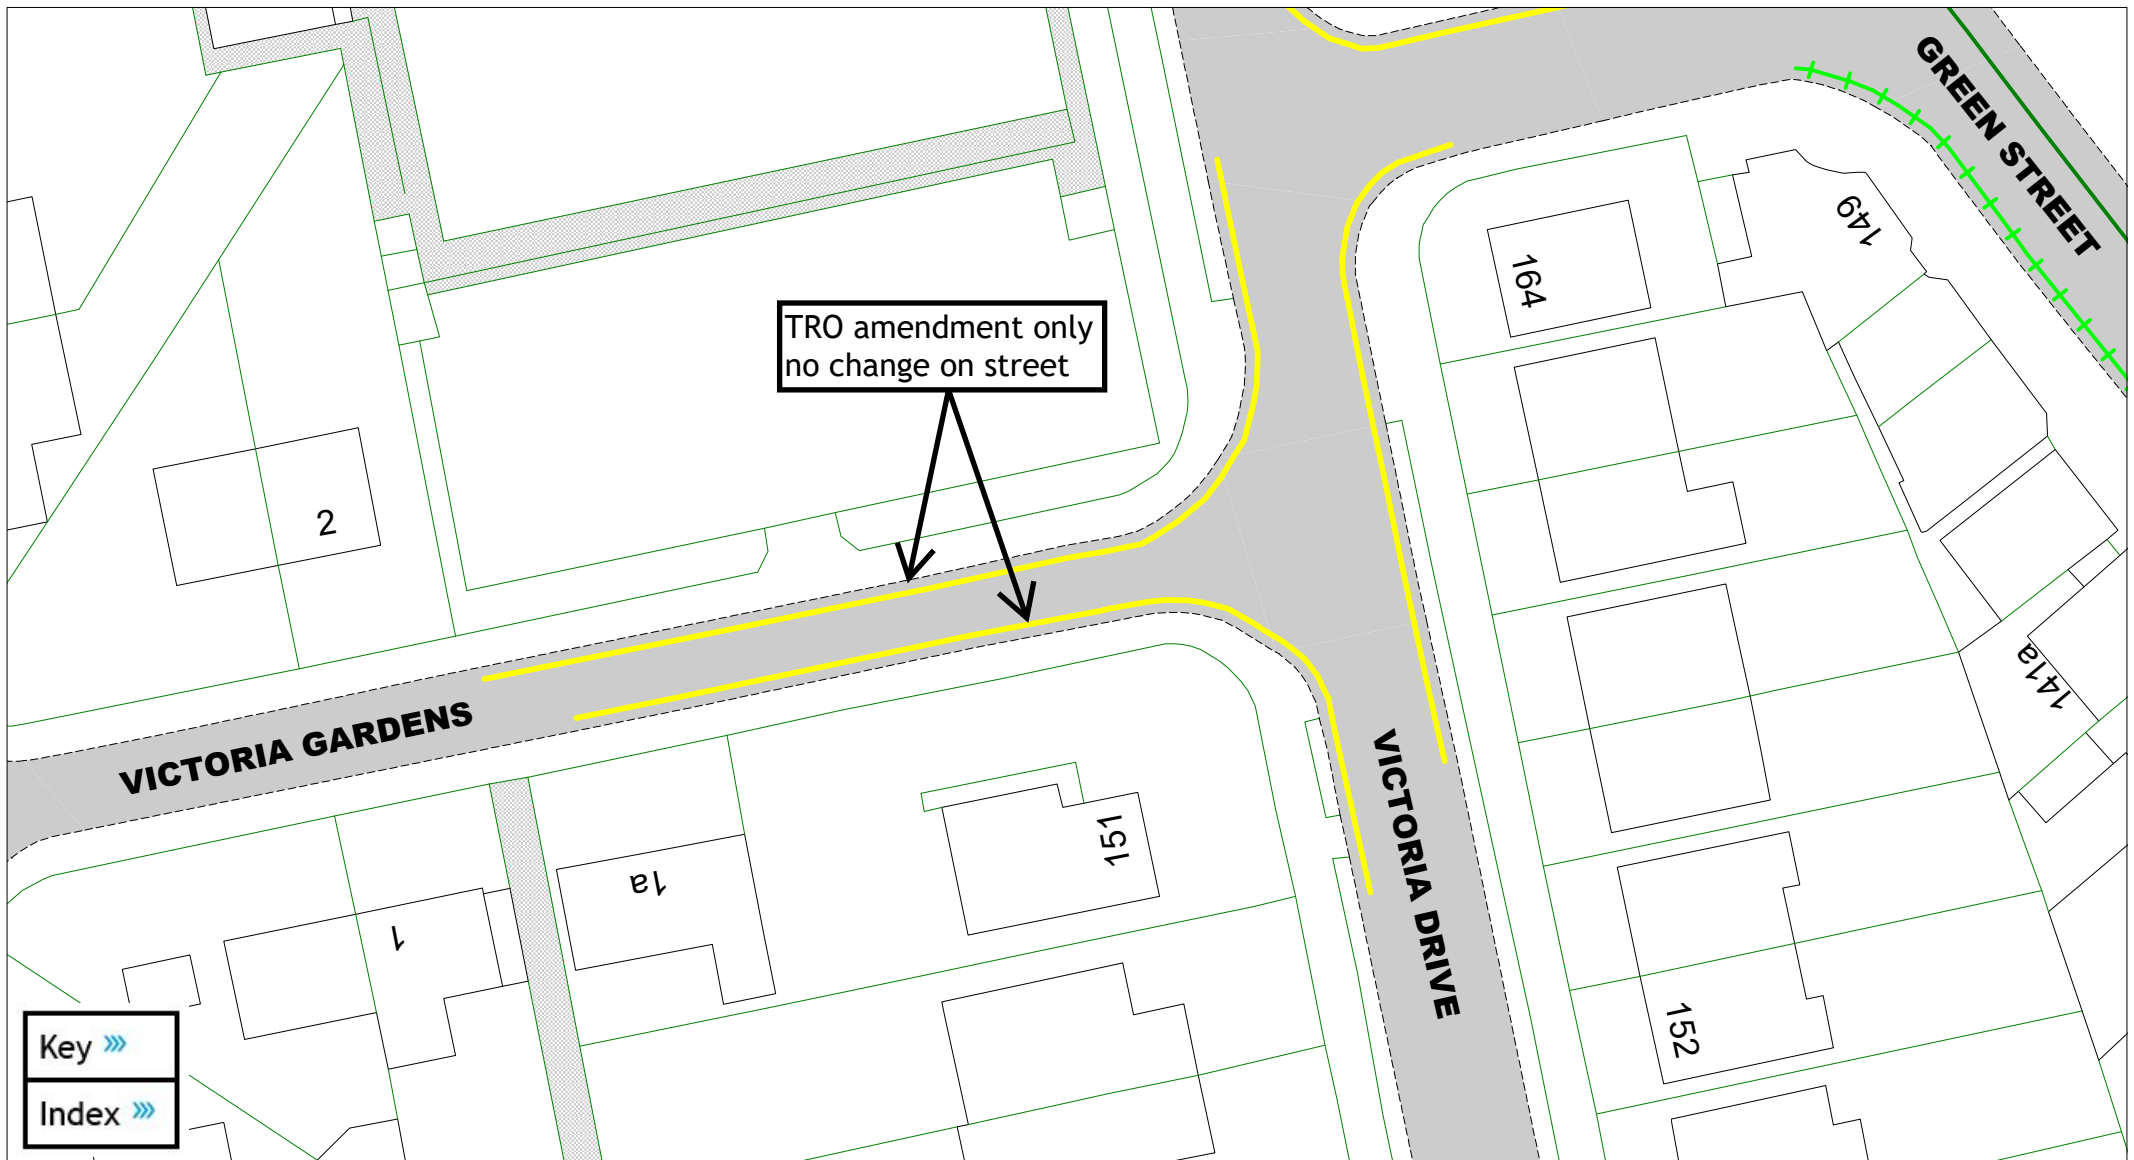 GREEN STREET
149
164
TRO amendment only
no change on street
2
VICTORIA GARDENS
VICTORIA DRIVE
141a
151
1a
1
152
Key »»
Index »»